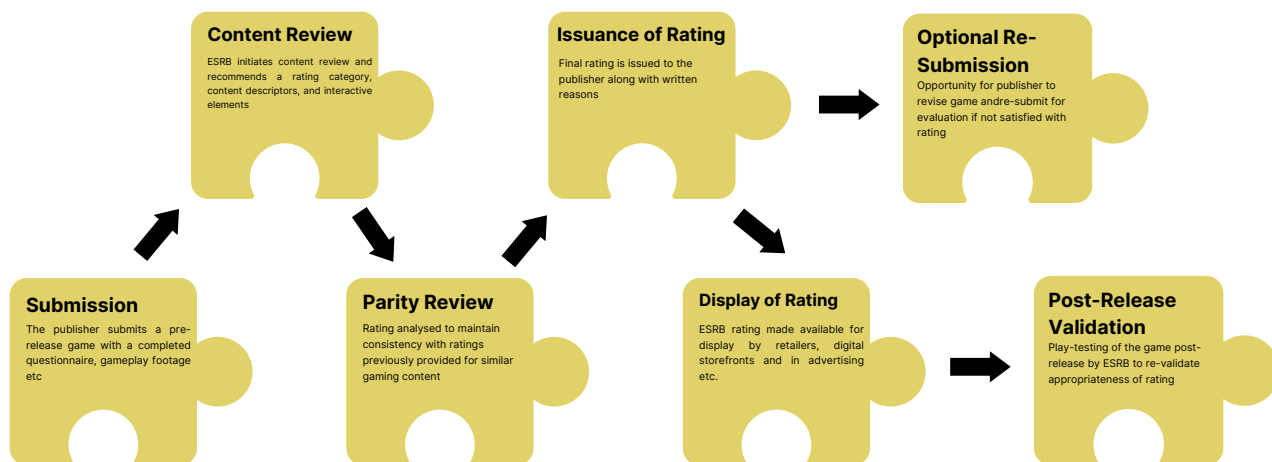 Submission
The publisher submits a pre-
release game with a completed
questionnaire, gameplay footage
etc
Content Review
ESRB initiates content review and
recommends a rating category,
content descriptors, and interactive
elements
Parity Review
Rating analysed to maintain
consistency with ratings
previously provided for similar
gaming content
Issuance of Rating
Final rating is issued to the
publisher along with written
reasons
Optional Re-
Submission
Opportunity for publisher to
revise game andre-submit for
evaluation if not satisfied with
rating
Display of Rating
ESRB rating made available for
display by retailers, digital
storefronts and in advertising
etc.
Post-Release
Validation
Play-testing of the game post-
release by ESRB to re-validate
appropriateness of rating